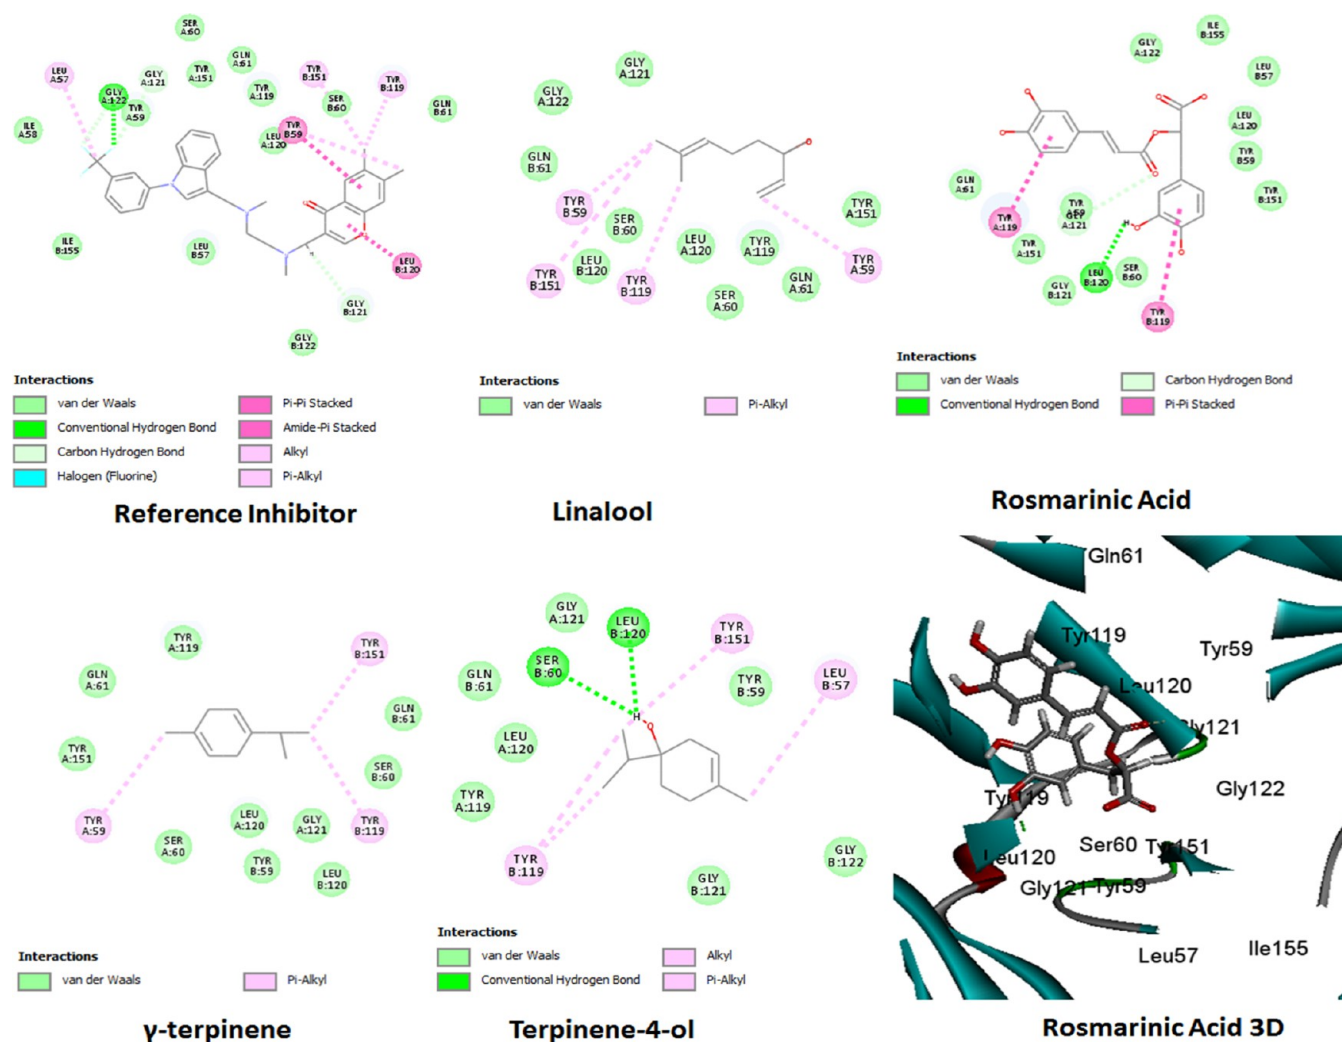 SER A:60
GLN A:61
LEU A:57
GLY A:121
TYR A:151
TYR B:151
TYR B:119
GLY A:122
TYR A:59
TYR A:119
SER B:60
GLN B:61
ILE A:58
LEU A:120
TYR B:59
ILE B:155
LEU B:57
LEU B:120
GLY B:121
GLY B:122
Interactions
van der Waals
Pi-Pi Stacked
Conventional Hydrogen Bond
Amide-Pi Stacked
Carbon Hydrogen Bond
Alkyl
Halogen (Fluorine)
Pi-Alkyl
Reference Inhibitor
GLY A:121
GLY A:122
GLN B:61
TYR B:59
SER B:60
TYR A:151
LEU A:120
TYR A:119
LEU B:120
TYR B:151
TYR B:119
TYR A:59
GLN A:61
SER A:60
Interactions
van der Waals
Pi-Alkyl
Linalool
ILE B:155
GLY A:122
LEU B:57
LEU A:120
TYR B:59
GLN A:61
TYR B:151
TYR A:59
GLY A:121
TYR A:119
TYR A:151
LEU B:120
SER B:60
GLY B:121
TYR B:119
Interactions
van der Waals
Carbon Hydrogen Bond
Conventional Hydrogen Bond
Pi-Pi Stacked
Rosmarinic Acid
TYR A:119
TYR B:151
GLN A:61
GLN B:61
TYR A:151
SER B:60
TYR A:59
LEU A:120
GLY A:121
TYR B:119
SER A:60
TYR B:59
LEU B:120
Interactions
van der Waals
Pi-Alkyl
γ-terpinene
GLY A:121
LEU B:120
TYR B:151
SER B:60
GLN B:61
TYR B:59
LEU B:57
H
O
LEU A:120
TYR A:119
TYR B:119
GLY B:122
GLY B:121
Interactions
van der Waals
Alkyl
Conventional Hydrogen Bond
Pi-Alkyl
Terpinene-4-ol
Gln61
Tyr119
Tyr59
Leu120
Gly121
Gly122
Tyr119
Ser60
Tyr151
Leu120
Gly121
Tyr59
Leu57
Ile155
Rosmarinic Acid 3D